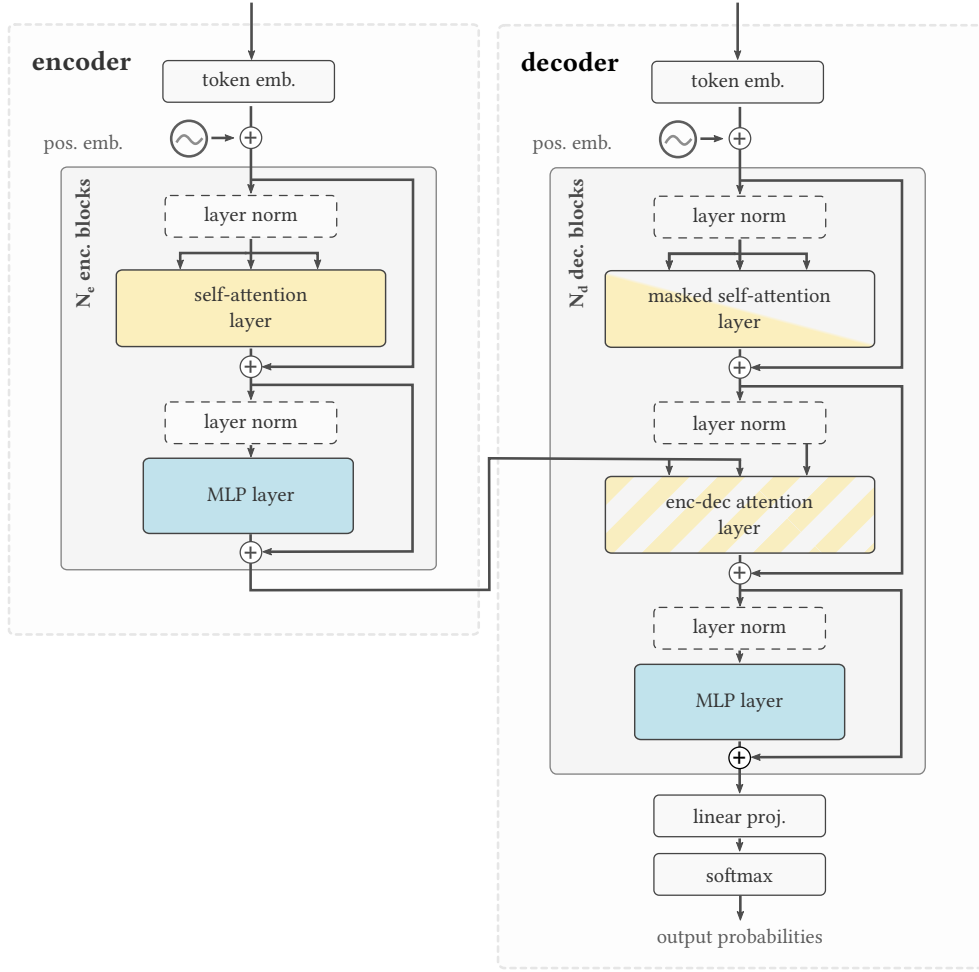 encoder
token emb.
pos. emb.
N_e enc. blocks
layer norm
self-attention
layer
layer norm
MLP layer
decoder
token emb.
pos. emb.
N_d dec. blocks
layer norm
masked self-attention
layer
layer norm
enc-dec attention
layer
layer norm
MLP layer
linear proj.
softmax
output probabilities